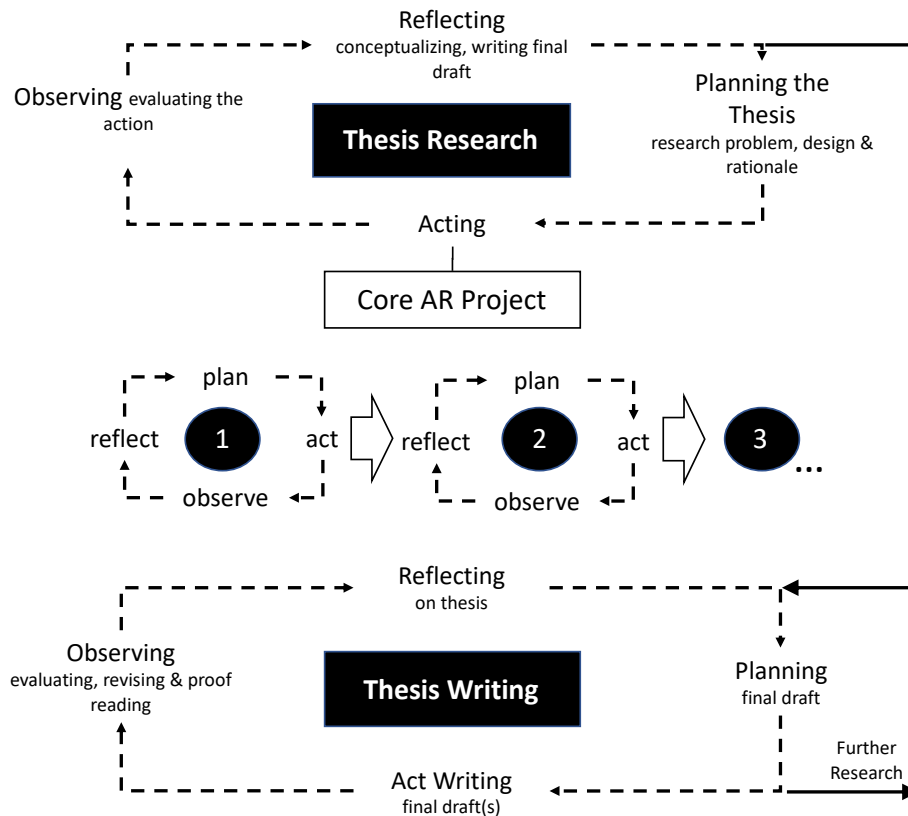 Reflecting
conceptualizing, writing final
draft
Observing evaluating the
action
Thesis Research
Planning the
Thesis
research problem, design &
rationale
Acting
Core AR Project
plan
reflect
1
act
observe
plan
reflect
2
act
observe
3
...
Reflecting
on thesis
Observing
evaluating, revising & proof
reading
Thesis Writing
Planning
final draft
Act Writing
final draft(s)
Further
Research